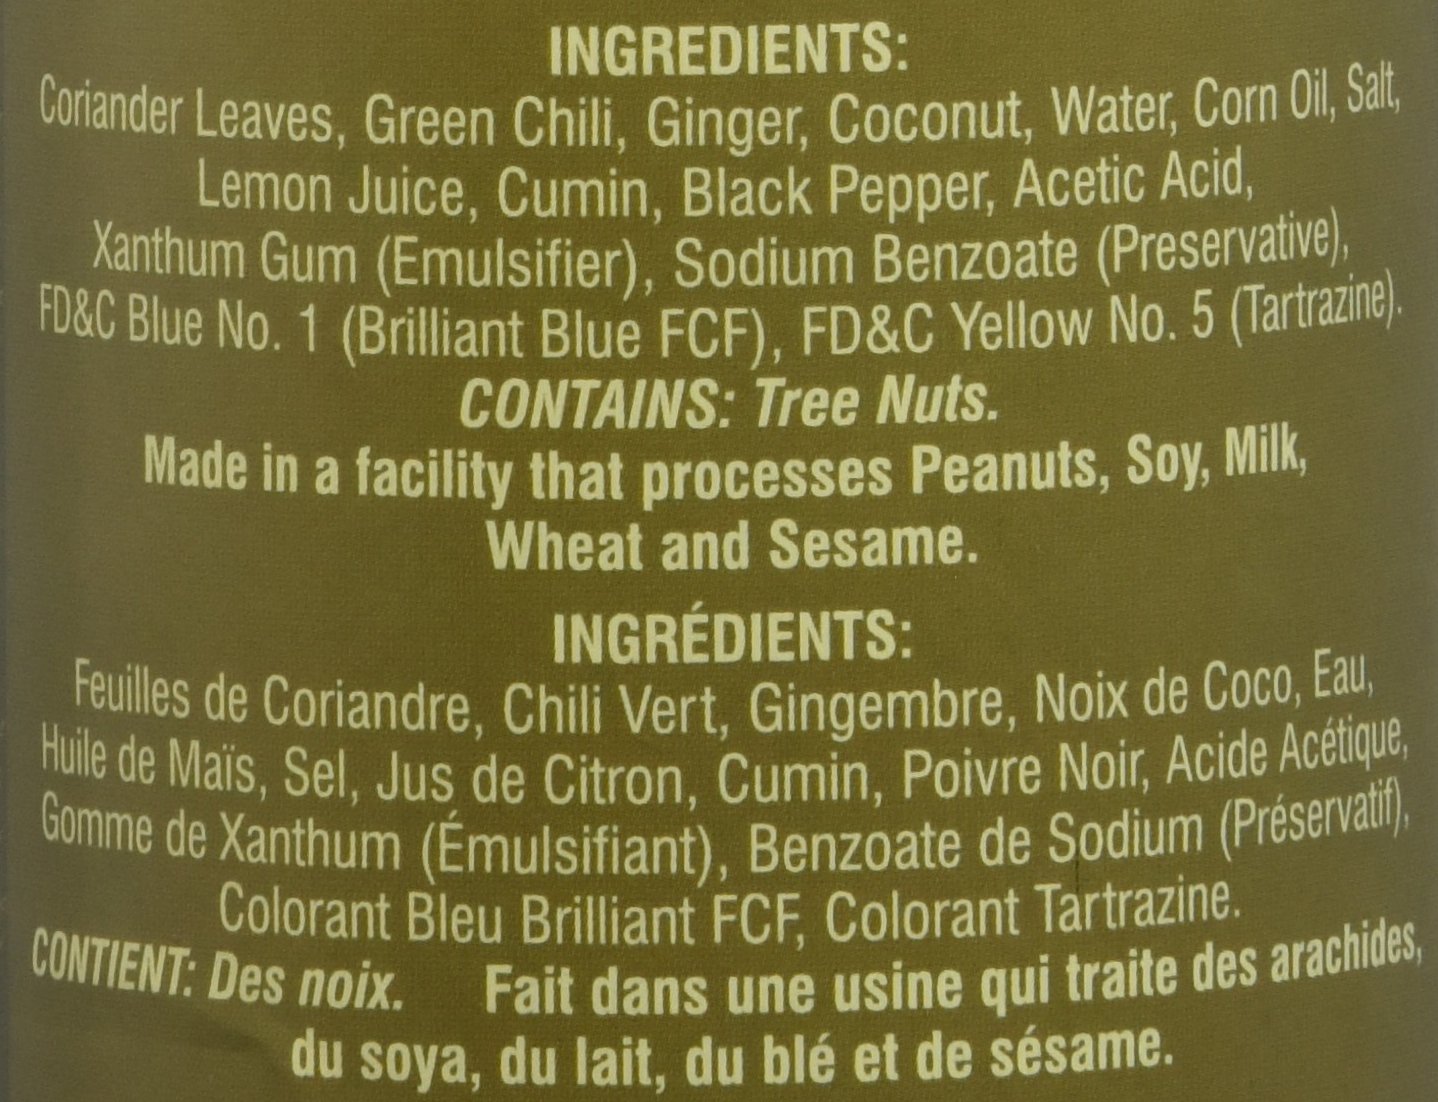 INGREDIENTS:
Coriander Leaves, Green Chili, Ginger, Coconut, Water, Corn Oil, Salt,
Lemon Juice, Cumin, Black Pepper, Acetic Acid,
Xanthum Gum (Emulsifier), Sodium Benzoate (Preservative),
FD&C Blue No. 1 (Brilliant Blue FCF), FD&C Yellow No. 5 (Tartrazine).
CONTAINS: Tree Nuts.
Made in a facility that processes Peanuts, Soy, Milk,
Wheat and Sesame.
INGRÉDIENTS:
Feuilles de Coriandre, Chili Vert, Gingembre, Noix de Coco, Eau,
Huile de Maïs, Sel, Jus de Citron, Cumin, Poivre Noir, Acide Acétique,
Gomme de Xanthum (Émulsifiant), Benzoate de Sodium (Préservatif),
Colorant Bleu Brilliant FCF, Colorant Tartrazine.
CONTIENT: Des noix. Fait dans une usine qui traite des arachides,
du soya, du lait, du blé et de sésame.